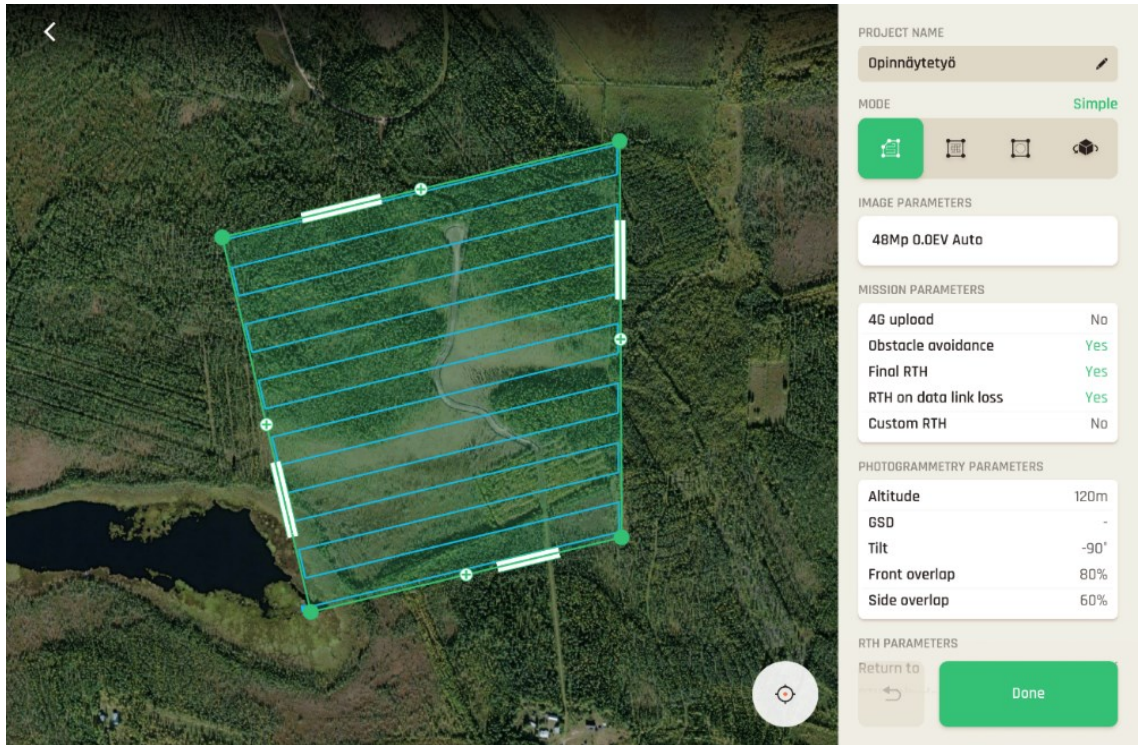 PROJECT NAME
Opinnäytetyö
MODE Simple
IMAGE PARAMETERS
48Mp 0.0EV Auto
MISSION PARAMETERS
4G upload No
Obstacle avoidance Yes
Final RTH Yes
RTH on data link loss Yes
Custom RTH No
PHOTOGRAMMETRY PARAMETERS
Altitude 120m
GSD -
Tilt -90°
Front overlap 80%
Side overlap 60%
RTH PARAMETERS
Return to
Done